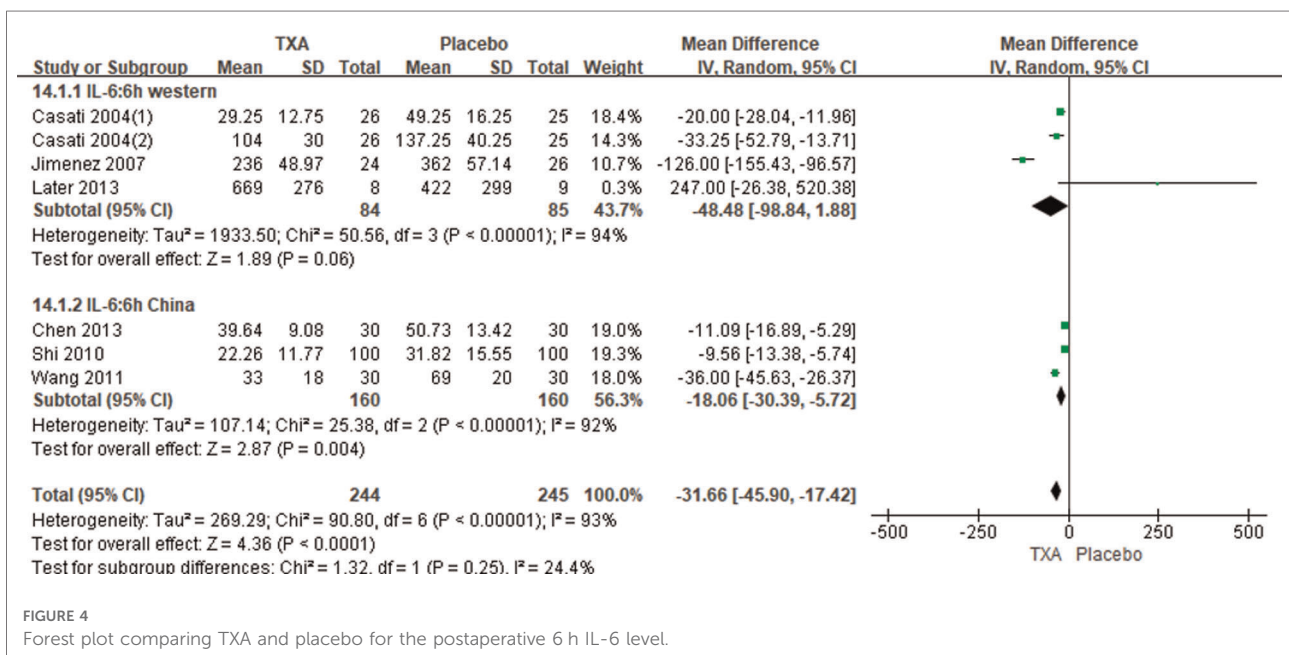 TXA Placebo Mean Difference Mean Difference
Study or Subgroup Mean SD Total Mean SD Total Weight IV, Random, 95% CI IV, Random, 95% CI
14.1.1 IL-6:6h western
Casati 2004(1) 29.25 12.75 26 49.25 16.25 25 18.4% -20.00 [-28.04, -11.96]
Casati 2004(2) 104 30 26 137.25 40.25 25 14.3% -33.25 [-52.79, -13.71]
Jimenez 2007 236 48.97 24 362 57.14 26 10.7% -126.00 [-155.43, -96.57]
Later 2013 669 276 8 422 299 9 0.3% 247.00 [-26.38, 520.38]
Subtotal (95% CI) 84 85 43.7% -48.48 [-98.84, 1.88]
Heterogeneity: Tau² = 1933.50; Chi² = 50.56, df = 3 (P < 0.00001); I² = 94%
Test for overall effect: Z = 1.89 (P = 0.06)
14.1.2 IL-6:6h China
Chen 2013 39.64 9.08 30 50.73 13.42 30 19.0% -11.09 [-16.89, -5.29]
Shi 2010 22.26 11.77 100 31.82 15.55 100 19.3% -9.56 [-13.38, -5.74]
Wang 2011 33 18 30 69 20 30 18.0% -36.00 [-45.63, -26.37]
Subtotal (95% CI) 160 160 56.3% -18.06 [-30.39, -5.72]
Heterogeneity: Tau² = 107.14; Chi² = 25.38, df = 2 (P < 0.00001); I² = 92%
Test for overall effect: Z = 2.87 (P = 0.004)
Total (95% CI) 244 245 100.0% -31.66 [-45.90, -17.42]
Heterogeneity: Tau² = 269.29; Chi² = 90.80, df = 6 (P < 0.00001); I² = 93%
Test for overall effect: Z = 4.36 (P < 0.0001)
Test for subgroup differences: Chi² = 1.32, df = 1 (P = 0.25), I² = 24.4%
-500 -250 0 250 500
TXA Placebo
FIGURE 4
Forest plot comparing TXA and placebo for the postaperative 6 h IL-6 level.